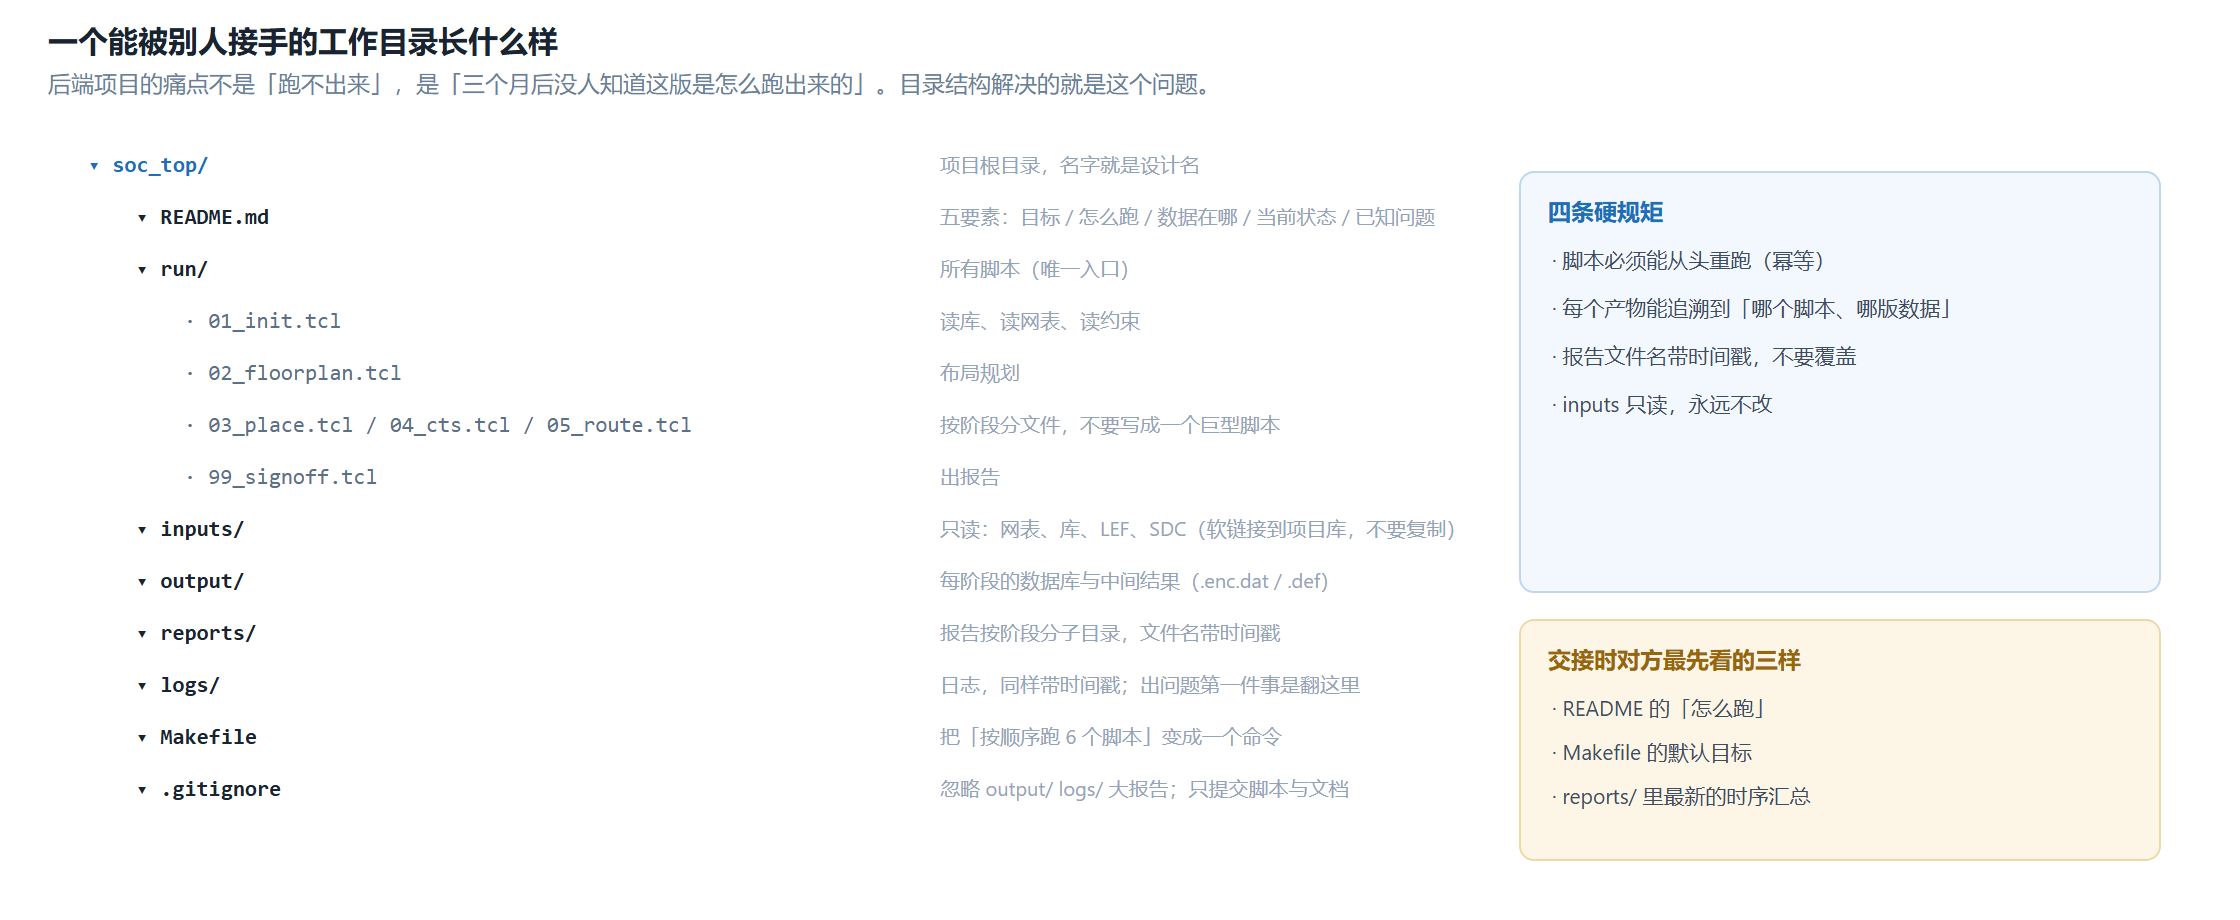 一个能被别人接手的工作目录长什么样
后端项目的痛点不是「跑不出来」，是「三个月后没人知道这版是怎么跑出来的」。目录结构解决的就是这个问题。
▾ soc_top/ 项目根目录，名字就是设计名
▾ README.md 五要素：目标 / 怎么跑 / 数据在哪 / 当前状态 / 已知问题
▾ run/ 所有脚本（唯一入口）
· 01_init.tcl 读库、读网表、读约束
· 02_floorplan.tcl 布局规划
· 03_place.tcl / 04_cts.tcl / 05_route.tcl 按阶段分文件，不要写成一个巨型脚本
· 99_signoff.tcl 出报告
▾ inputs/ 只读：网表、库、LEF、SDC（软链接到项目库，不要复制）
▾ output/ 每阶段的数据库与中间结果（.enc.dat / .def）
▾ reports/ 报告按阶段分子目录，文件名带时间戳
▾ logs/ 日志，同样带时间戳；出问题第一件事是翻这里
▾ Makefile 把「按顺序跑 6 个脚本」变成一个命令
▾ .gitignore 忽略 output/ logs/ 大报告；只提交脚本与文档
四条硬规矩
· 脚本必须能从头重跑（幂等）
· 每个产物能追溯到「哪个脚本、哪版数据」
· 报告文件名带时间戳，不要覆盖
· inputs 只读，永远不改
交接时对方最先看的三样
· README 的「怎么跑」
· Makefile 的默认目标
· reports/ 里最新的时序汇总